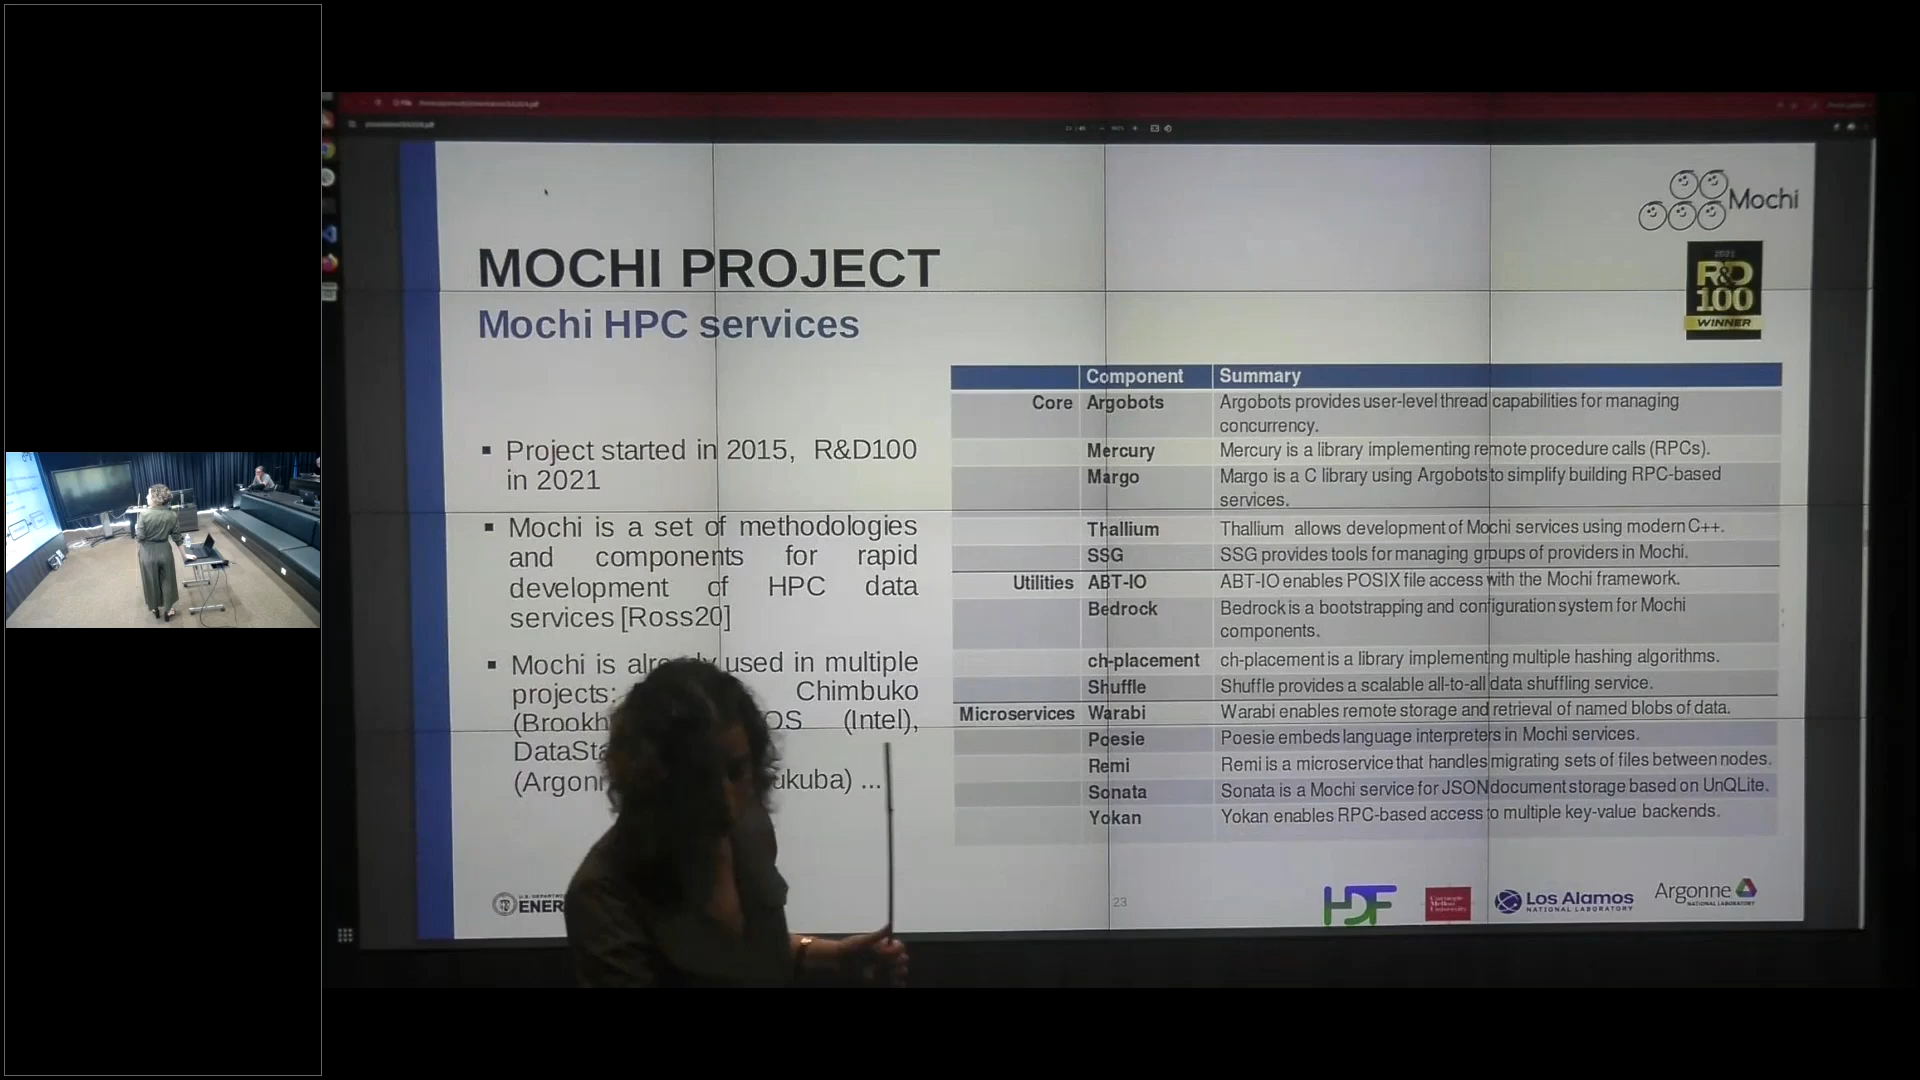 Mochi
2021
R&D
100
WINNER
MOCHI PROJECT
Mochi HPC services
▪ Project started in 2015, R&D100
in 2021
▪ Mochi is a set of methodologies
and components for rapid
development of HPC data
services [Ross20]
▪ Mochi is already used in multiple
projects: Chimbuko
(Intel),
...
Component Summary
Core Argobots Argobots provides user-level thread capabilities for managing
concurrency.
Mercury Mercury is a library implementing remote procedure calls (RPCs).
Margo Margo is a C library using Argobots to simplify building RPC-based
services.
Thallium Thallium allows development of Mochi services using modern C++.
SSG SSG provides tools for managing groups of providers in Mochi.
Utilities ABT-IO ABT-IO enables POSIX file access with the Mochi framework.
Bedrock Bedrock is a bootstrapping and configuration system for Mochi
components.
ch-placement ch-placement is a library implementing multiple hashing algorithms.
Shuffle Shuffle provides a scalable all-to-all data shuffling service.
Microservices Warabi Warabi enables remote storage and retrieval of named blobs of data.
Poesie Poesie embeds language interpreters in Mochi services.
Remi Remi is a microservice that handles migrating sets of files between nodes.
Sonata Sonata is a Mochi service for JSON document storage based on UnQLite.
Yokan Yokan enables RPC-based access to multiple key-value backends.
23
HDF
Carnegie
Mellon
University
Los Alamos
NATIONAL LABORATORY
Argonne
NATIONAL LABORATORY